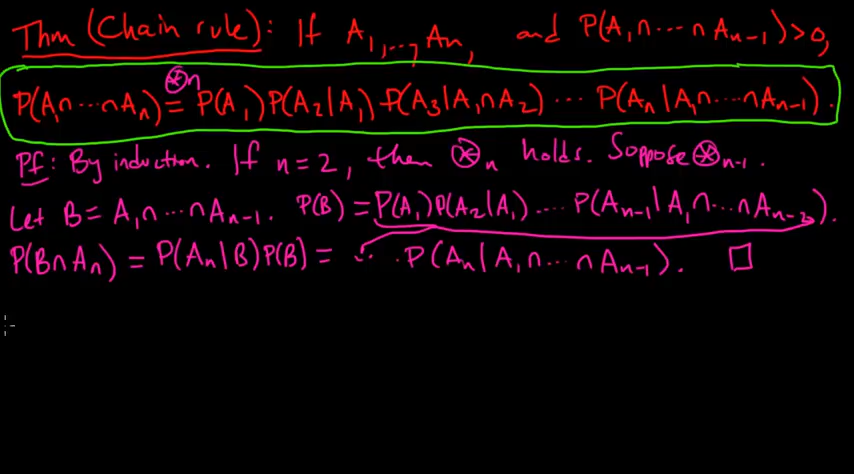 Thm (Chain rule): If A₁,..., Aₙ, and P(A₁∩···∩Aₙ₋₁)>0,
P(A₁∩···∩Aₙ) =^{⊛n} P(A₁)P(A₂|A₁)P(A₃|A₁∩A₂)··· P(Aₙ|A₁∩···∩Aₙ₋₁).
Pf: By induction. If n=2, then ⊛ₙ holds. Suppose ⊛ₙ₋₁.
Let B = A₁∩···∩Aₙ₋₁. P(B) = P(A₁)P(A₂|A₁)···· P(Aₙ₋₁|A₁∩···∩Aₙ₋₂).
P(B∩Aₙ) = P(Aₙ|B)P(B) = ··· P(Aₙ|A₁∩···∩Aₙ₋₁). □